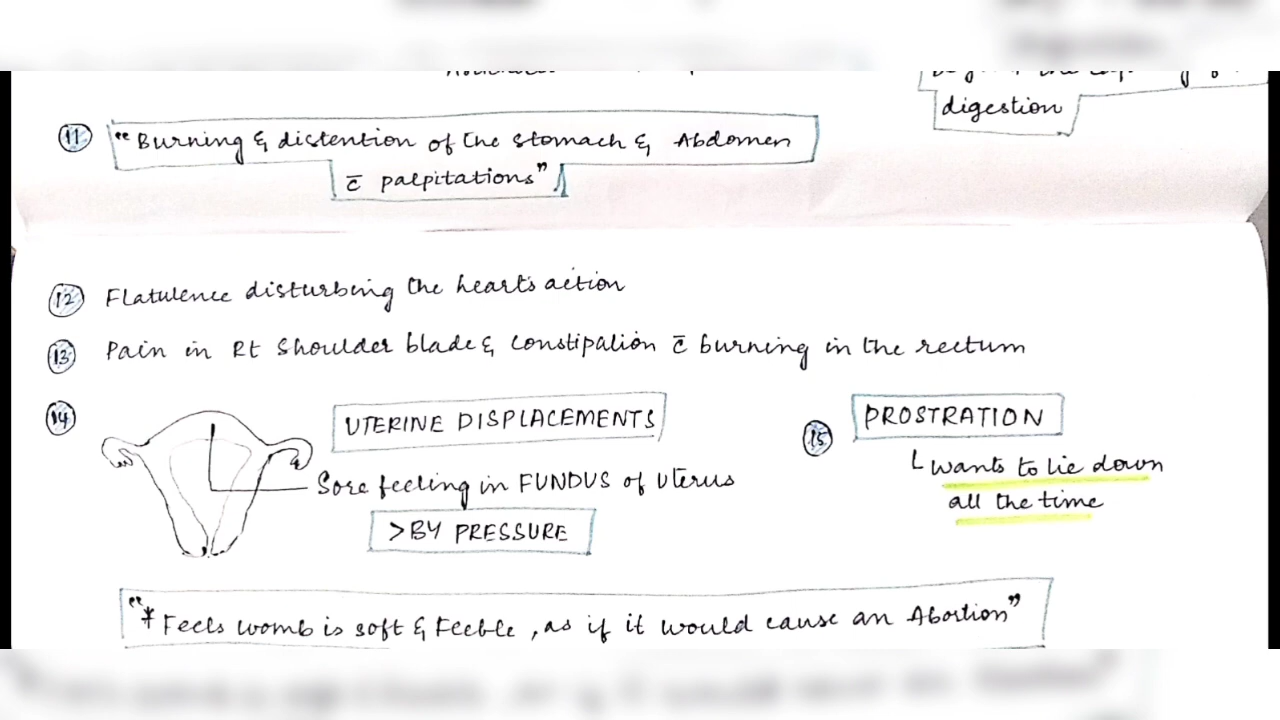 digestion
11 "Burning & distention of the stomach & Abdomen
c̄ palpitations"
12 Flatulence disturbing the heart's action
13 Pain in Rt shoulder blade & constipation c̄ burning in the rectum
14
UTERINE DISPLACEMENTS
Sore feeling in FUNDUS of uterus
>BY PRESSURE
15 PROSTRATION
wants to lie down
all the time
"* Feels womb is soft & Feeble, as if it would cause an Abortion"